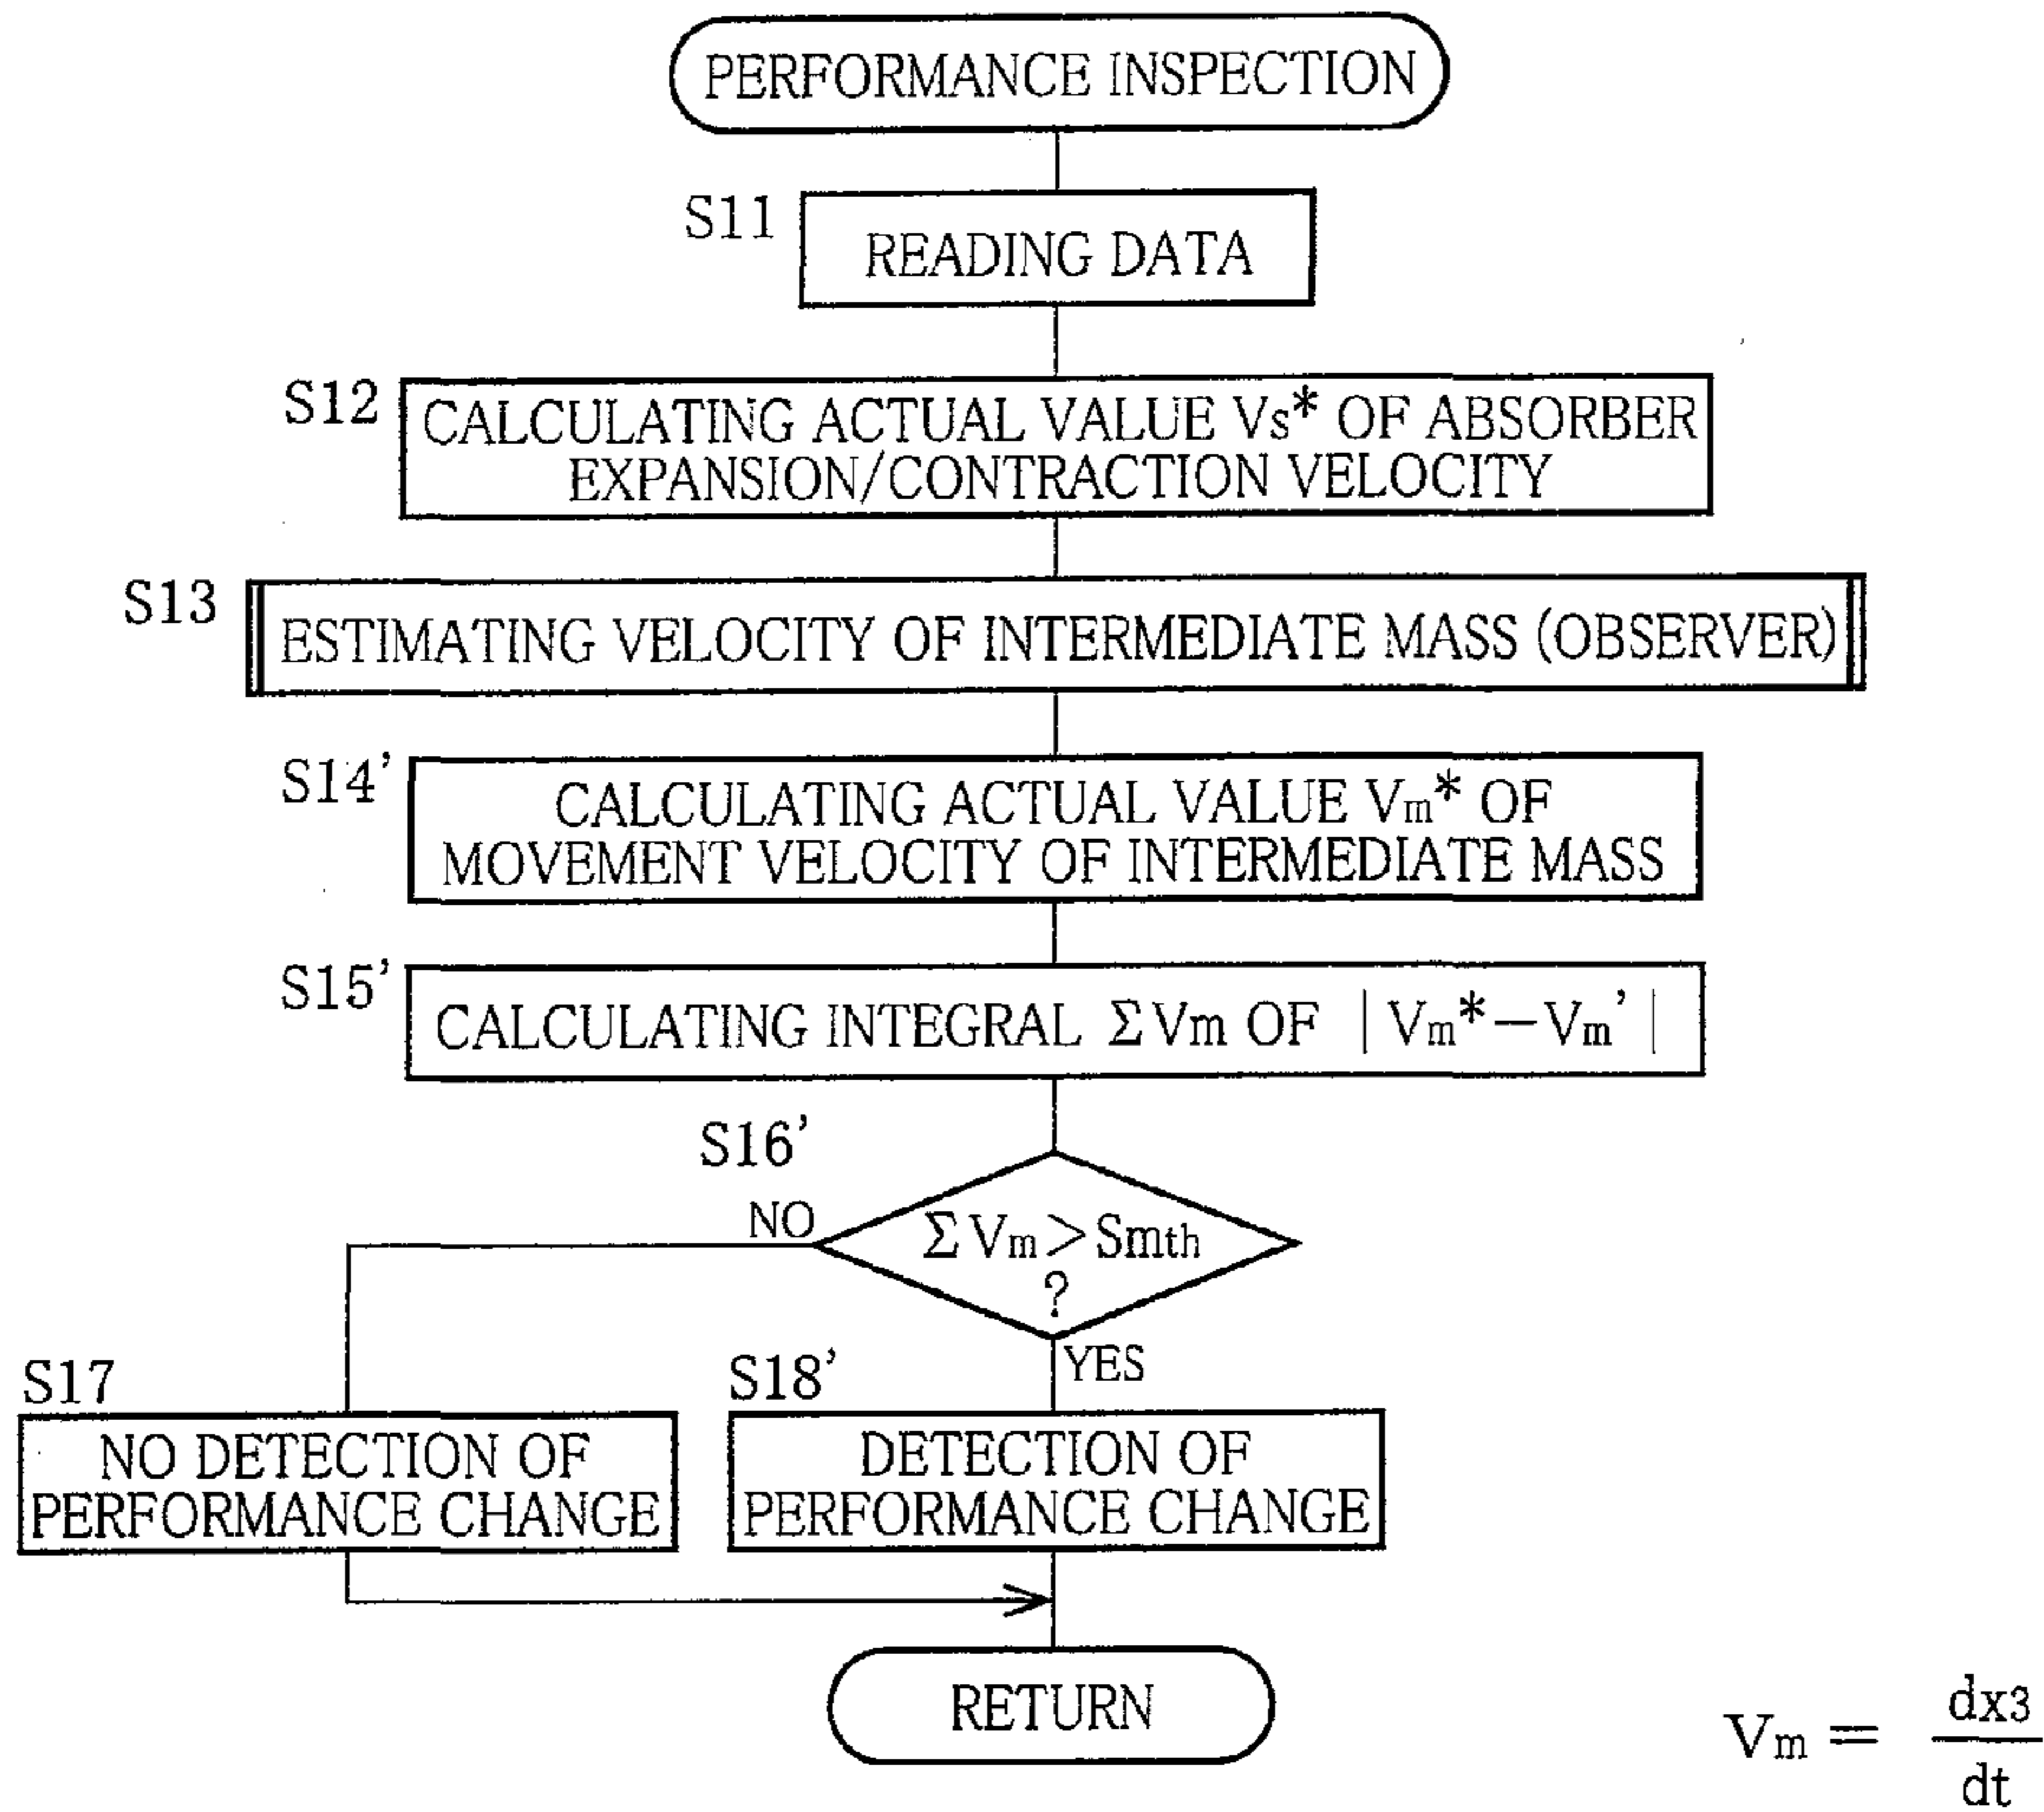 PERFORMANCE INSPECTION
S11
READING DATA
S12
CALCULATING ACTUAL VALUE Vs* OF ABSORBER
EXPANSION/CONTRACTION VELOCITY
S13
ESTIMATING VELOCITY OF INTERMEDIATE MASS (OBSERVER)
S14'
CALCULATING ACTUAL VALUE Vm* OF
MOVEMENT VELOCITY OF INTERMEDIATE MASS
S15'
CALCULATING INTEGRAL ΣVm OF |Vm*−Vm'|
S16'
NO
ΣVm>Smth
?
YES
S17
NO DETECTION OF
PERFORMANCE CHANGE
S18'
DETECTION OF
PERFORMANCE CHANGE
RETURN
Vm = dx3
dt